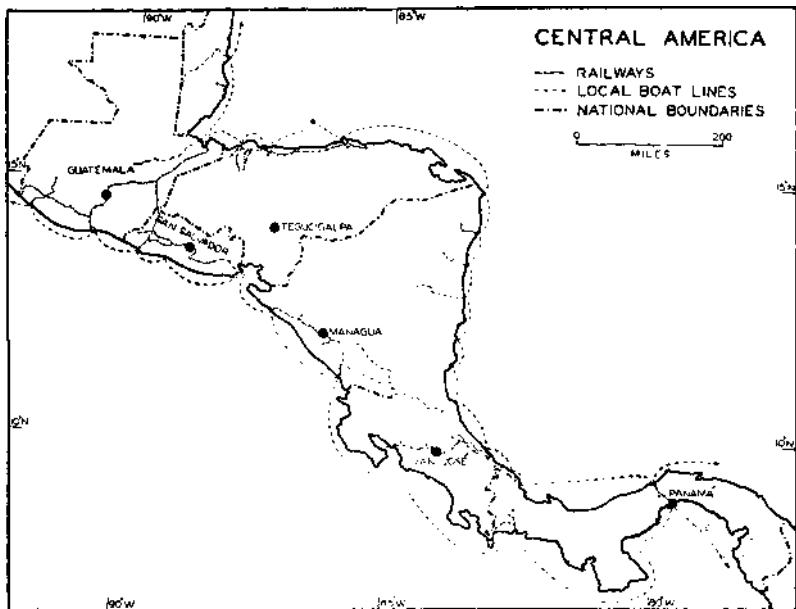 90°W
85°W
CENTRAL AMERICA
RAILWAYS
LOCAL BOAT LINES
NATIONAL BOUNDARIES
0 200
MILES
15°N
GUATEMALA
15°N
SAN SALVADOR
TEGUCIGALPA
MANAGUA
10°N
10°N
SAN JOSE
PANAMA
90°W
85°W
80°W